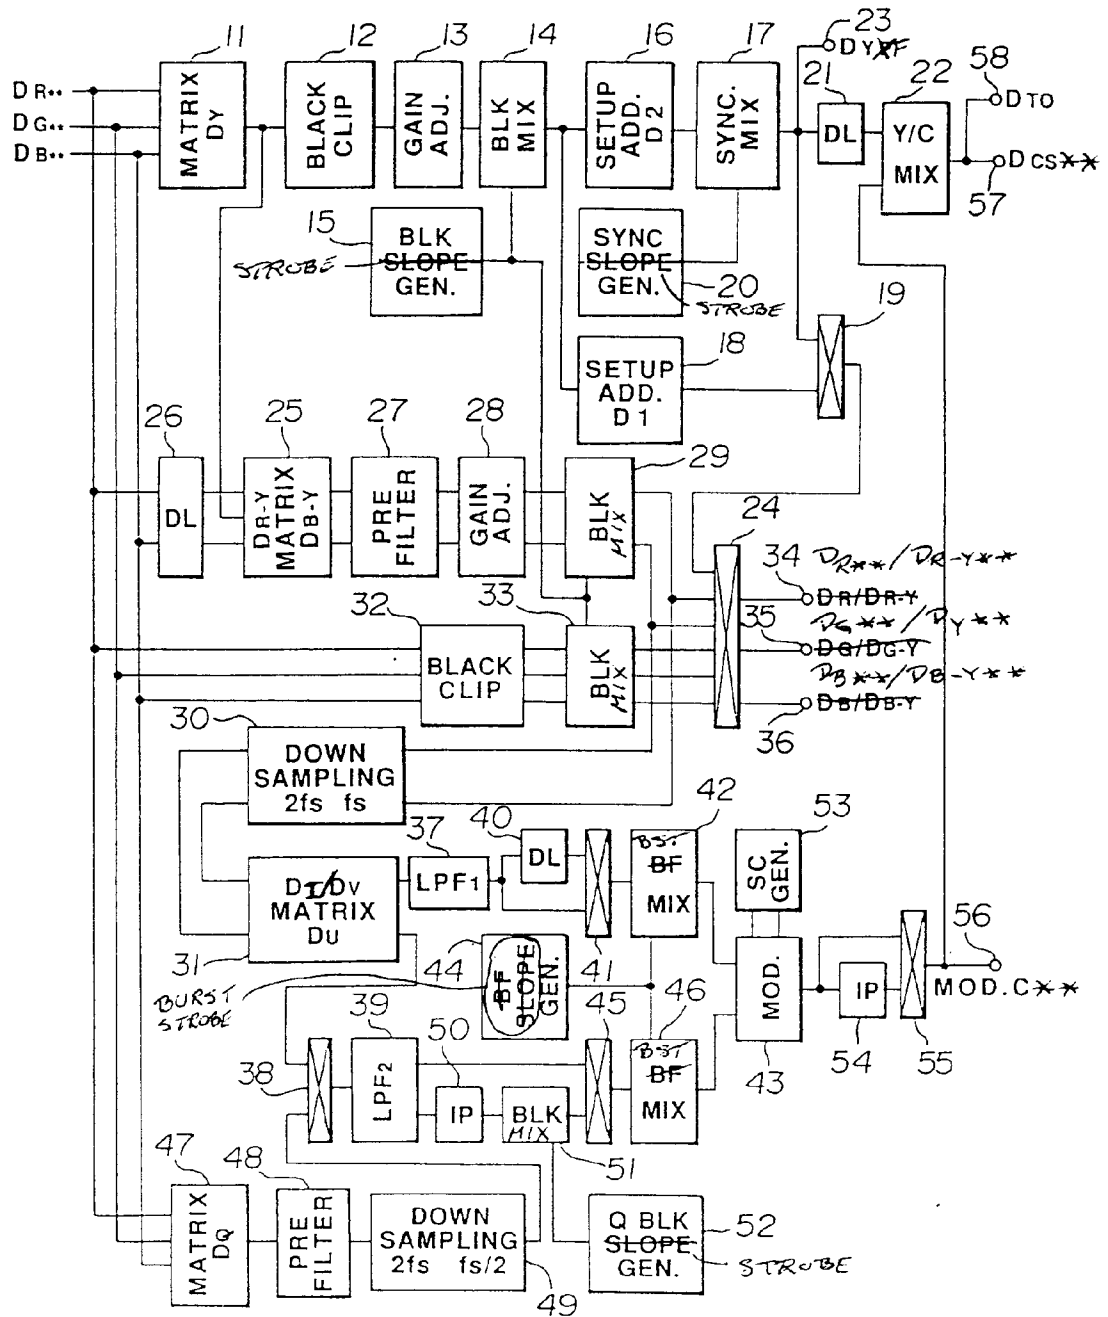 11
12
13
14
16
17
23
DY
58
21
22
DR**
DG**
DB**
MATRIX
DY
BLACK
CLIP
GAIN
ADJ.
BLK
MIX
SETUP
ADD.
D2
SYNC.
MIX
DL
Y/C
MIX
DTO
DCS**
57
15
BLK
SLOPE
GEN.
STROBE
SYNC
SLOPE
GEN.
20
STROBE
19
18
SETUP
ADD.
D1
26
25
27
28
29
24
DL
DR-Y
MATRIX
DB-Y
PRE
FILTER
GAIN
ADJ.
BLK
MIX
34
DR**/DR-Y**
DR/DR-Y
32
33
35
DG**/DY**
DG/DG-Y
BLACK
CLIP
BLK
MIX
DB**/DB-Y**
DB/DB-Y
36
30
DOWN
SAMPLING
2fs fs
37
40
42
53
DL
BST
BF
MIX
SC
GEN.
LPF1
DI/DV
MATRIX
DU
31
41
44
BF
SLOPE
GEN.
BURST
STROBE
45
46
MOD.
43
IP
54
55
56
MOD.C**
38
39
LPF2
50
IP
BLK
MIX
51
BST
BF
MIX
47
48
MATRIX
DQ
PRE
FILTER
DOWN
SAMPLING
2fs fs/2
49
Q BLK
SLOPE
GEN.
52
STROBE